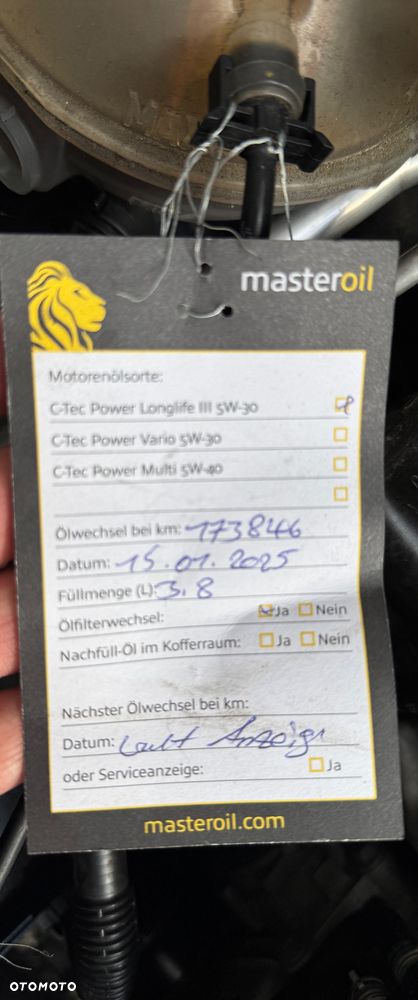 masteroil
Motorenölsorte:
C-Tec Power Longlife III 5W-30
C-Tec Power Vario 5W-30
C-Tec Power Multi 5W-40
Ölwechsel bei km: 173846
Datum: 15.01.2025
Füllmenge (L): 3,8
Ölfilterwechsel: Ja Nein
Nachfüll-Öl im Kofferraum: Ja Nein
Nächster Ölwechsel bei km:
Datum: Laut Anzeige
oder Serviceanzeige: Ja
masteroil.com
OTOMOTO